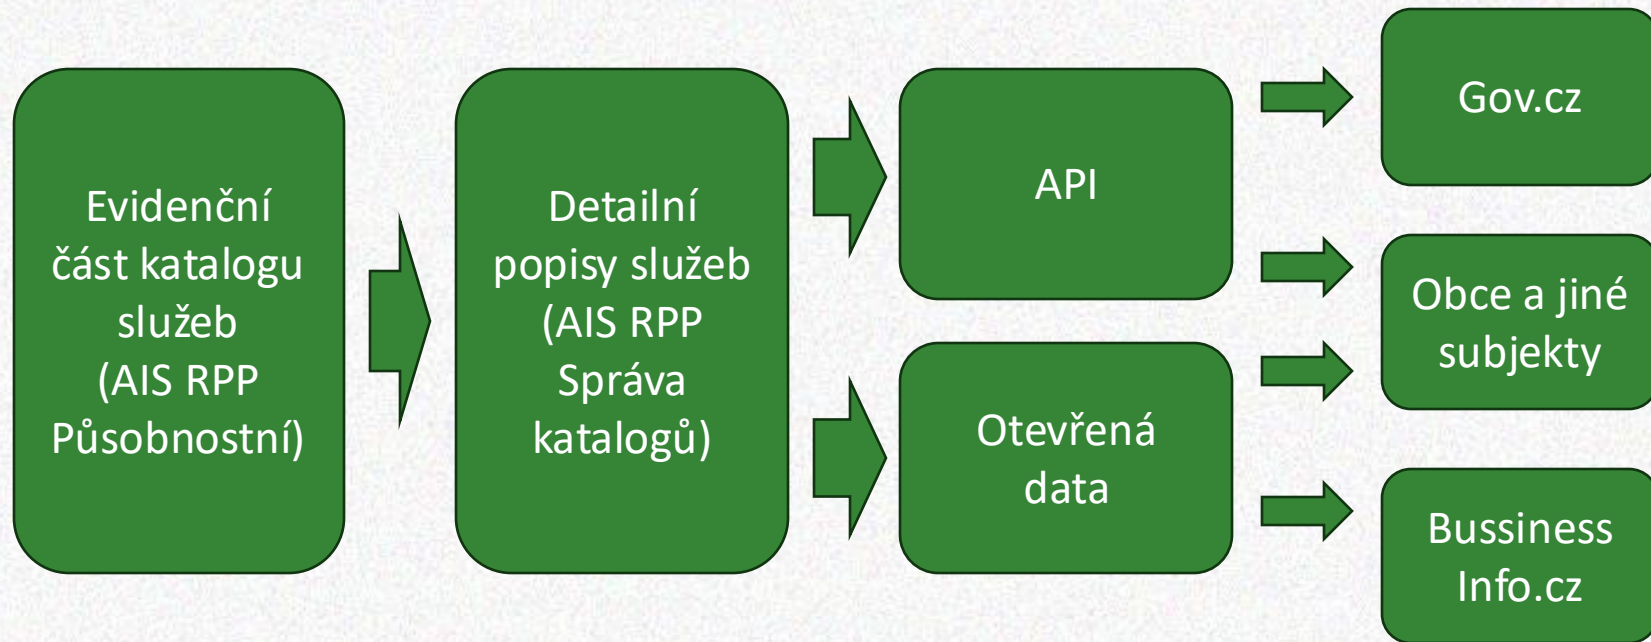 Evidenční
část katalogu
služeb
(AIS RPP
Působnostní)
Detailní
popisy služeb
(AIS RPP
Správa
katalogů)
API
Otevřená
data
Gov.cz
Obce a jiné
subjekty
Bussiness
Info.cz